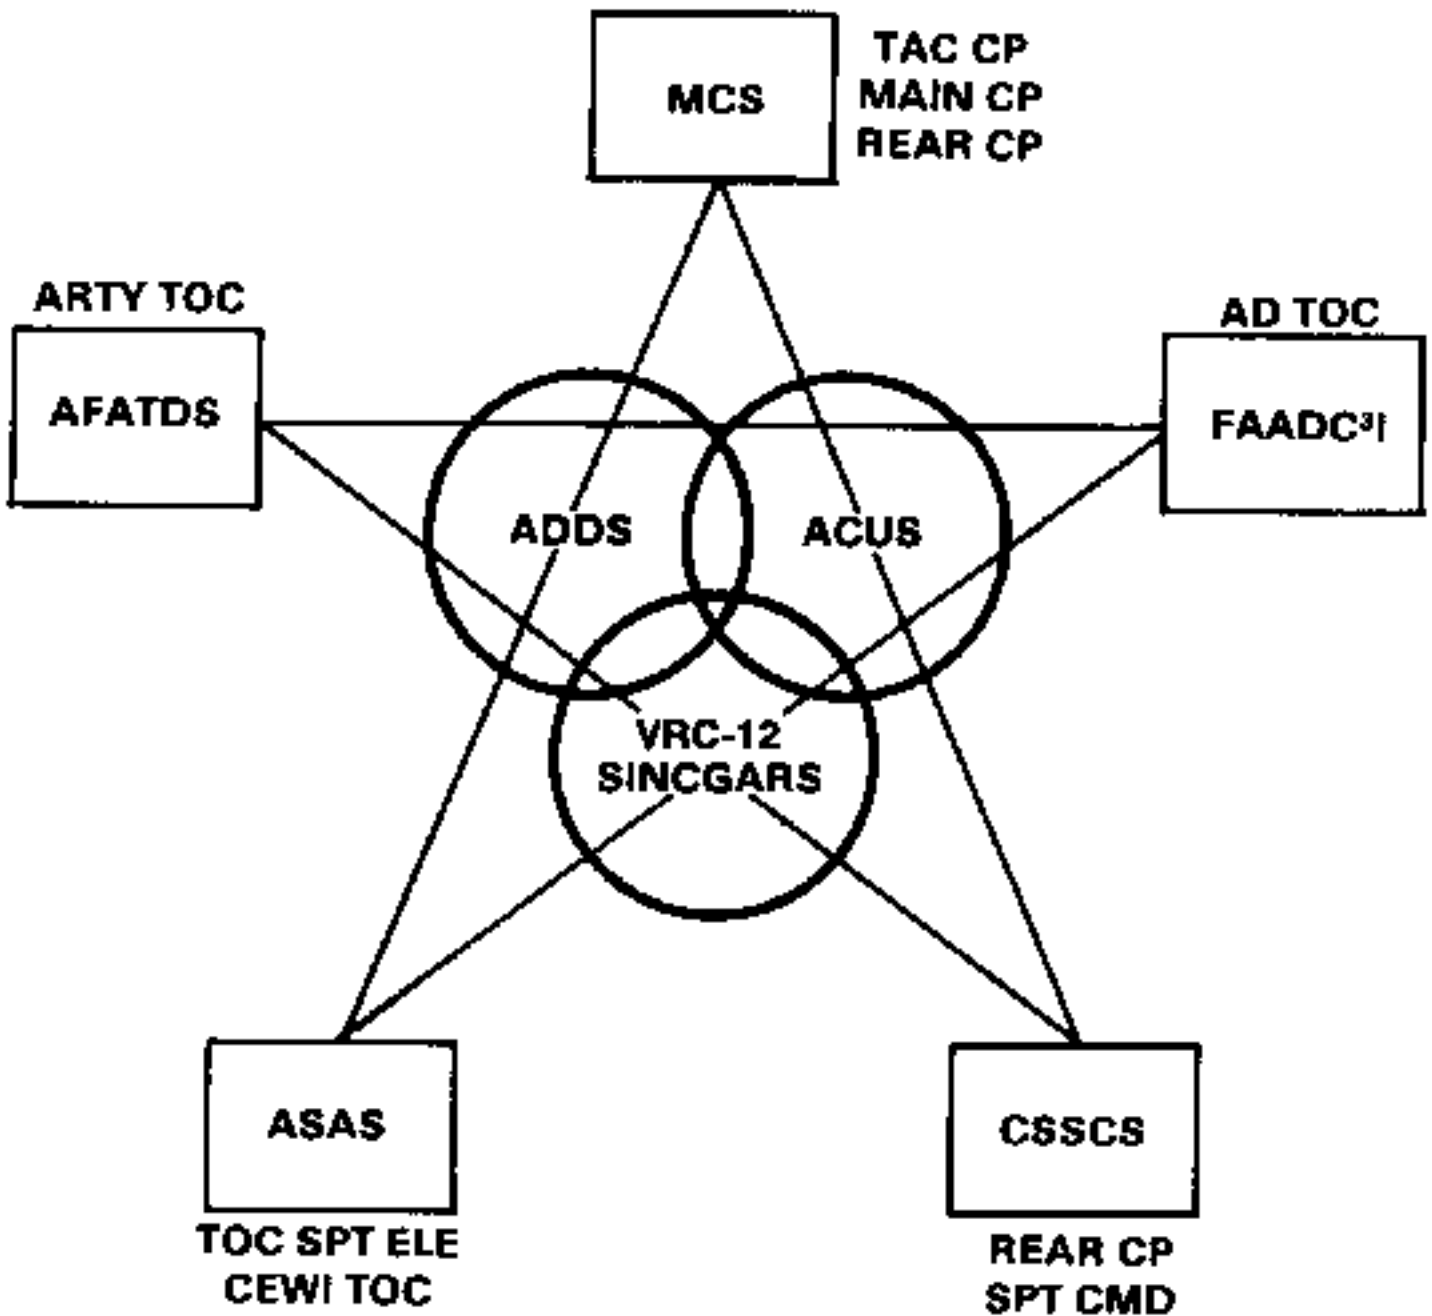 MCS
TAC CP
MAIN CP
REAR CP
ARTY TOC
AFATDS
AD TOC
FAADC³I
ADDS
ACUS
VRC-12
SINCGARS
ASAS
TOC SPT ELE
CEWI TOC
CSSCS
REAR CP
SPT CMD